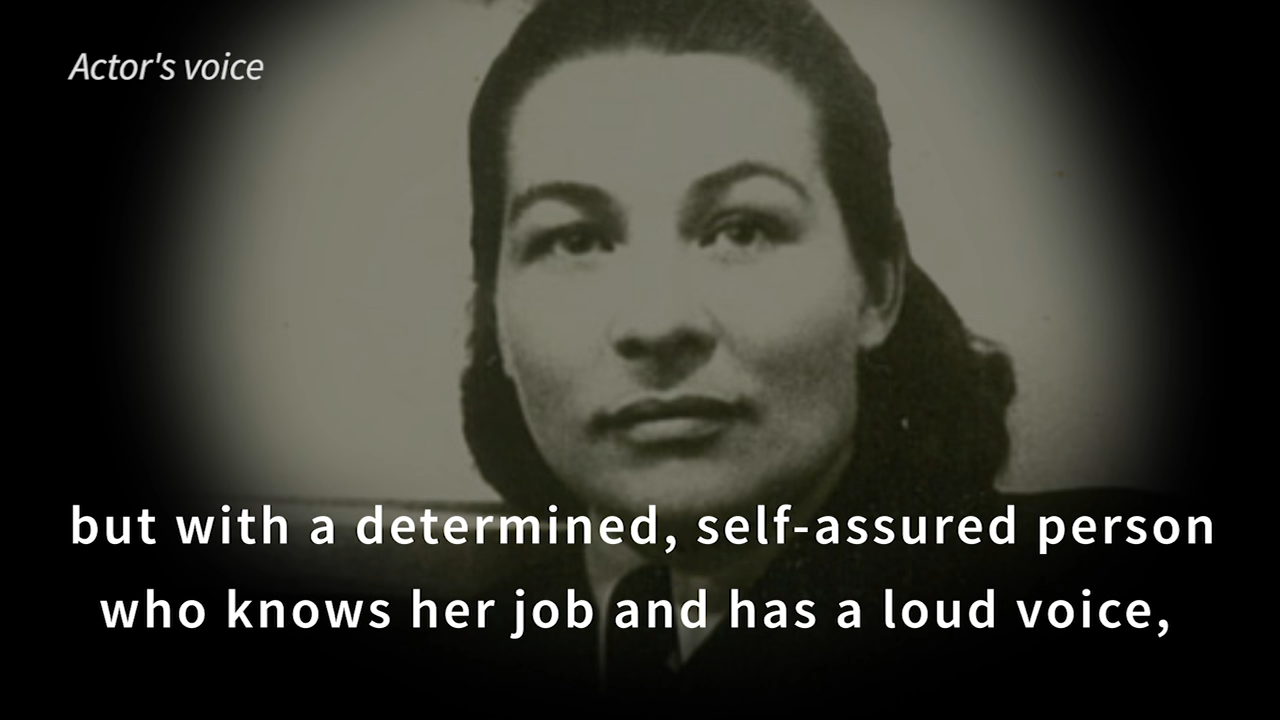 Actor's voice
but with a determined, self-assured person
who knows her job and has a loud voice,